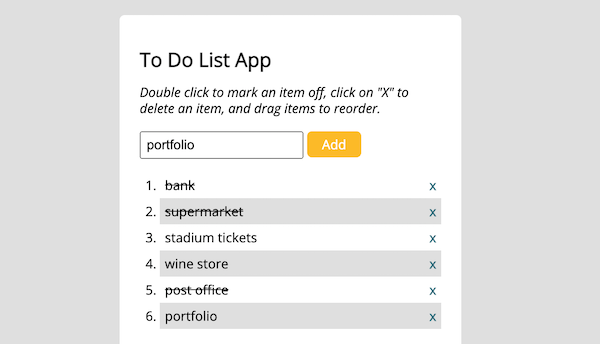 To Do List App
Double click to mark an item off, click on "X" to
delete an item, and drag items to reorder.
portfolio Add
1. bank x
2. supermarket x
3. stadium tickets x
4. wine store x
5. post office x
6. portfolio x